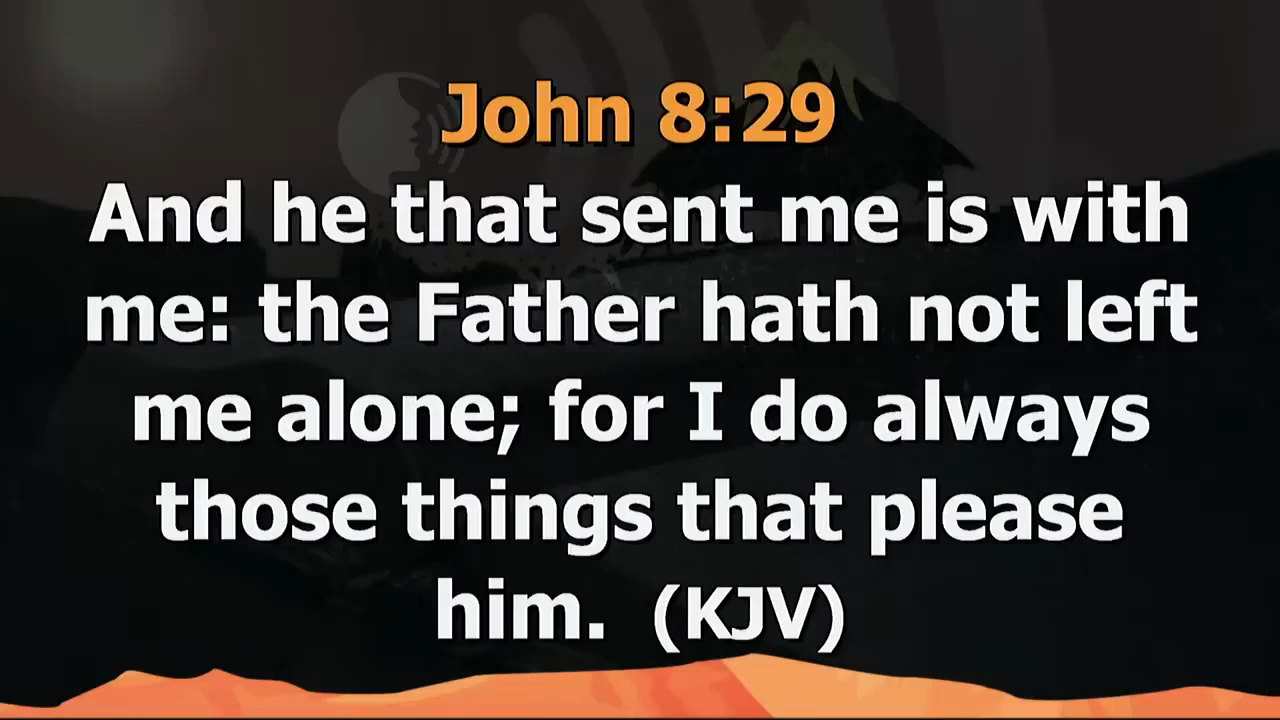 John 8:29
And he that sent me is with
me: the Father hath not left
me alone; for I do always
those things that please
him. (KJV)